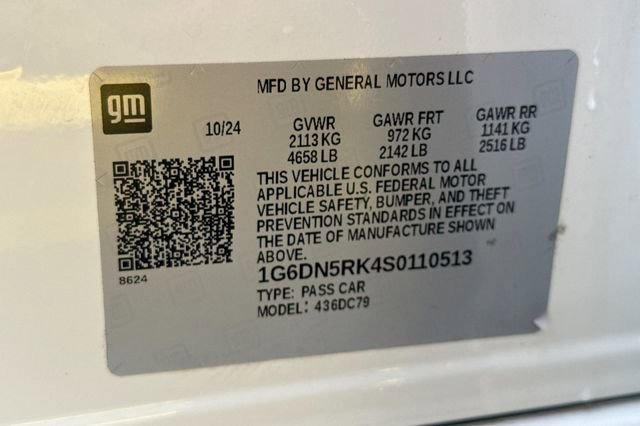 gm
MFD BY GENERAL MOTORS LLC
10/24 GVWR GAWR FRT GAWR RR
2113 KG 972 KG 1141 KG
4658 LB 2142 LB 2516 LB
THIS VEHICLE CONFORMS TO ALL
APPLICABLE U.S. FEDERAL MOTOR
VEHICLE SAFETY, BUMPER, AND THEFT
PREVENTION STANDARDS IN EFFECT ON
THE DATE OF MANUFACTURE SHOWN
ABOVE.
1G6DN5RK4S0110513
TYPE: PASS CAR
MODEL: 436DC79
8624